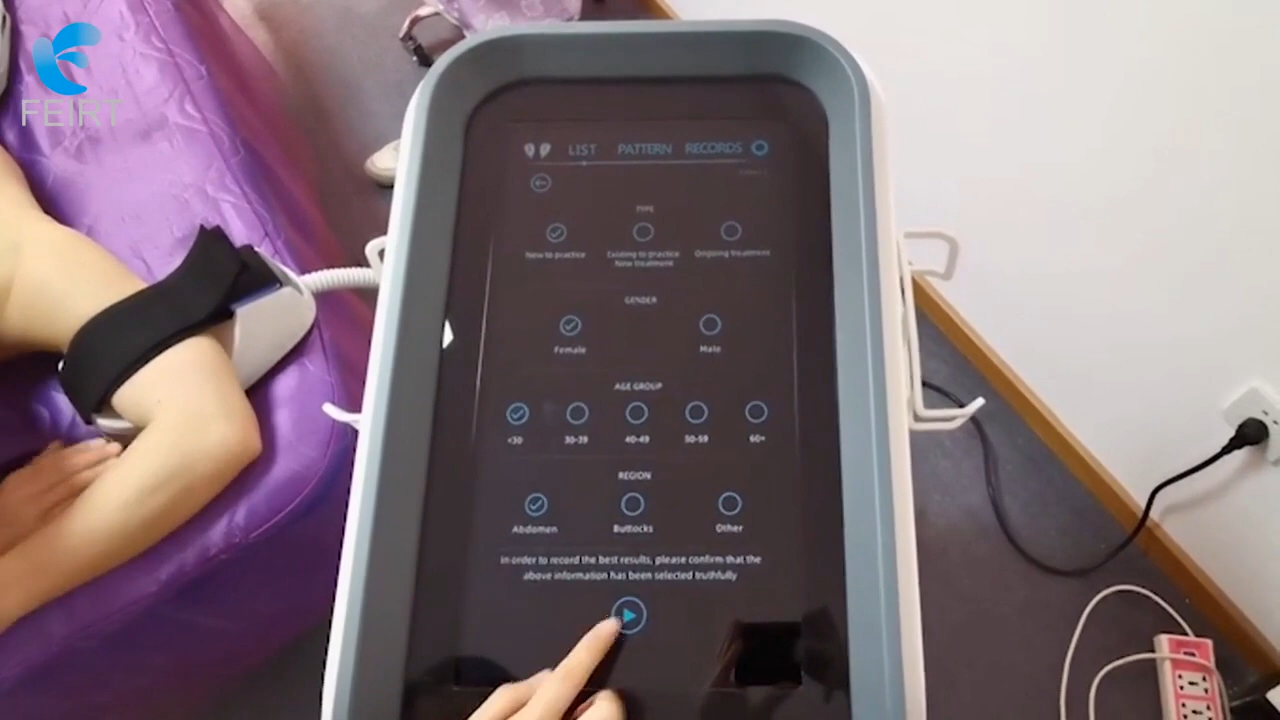 FEIRT
LIST PATTERN RECORDS
TYPE
New to practice Existing to practice Ongoing treatment
New treatment
GENDER
Female Male
AGE GROUP
<30 30-39 40-49 50-59 60+
REGION
Abdomen Buttocks Other
In order to record the best results, please confirm that the
above information has been selected truthfully